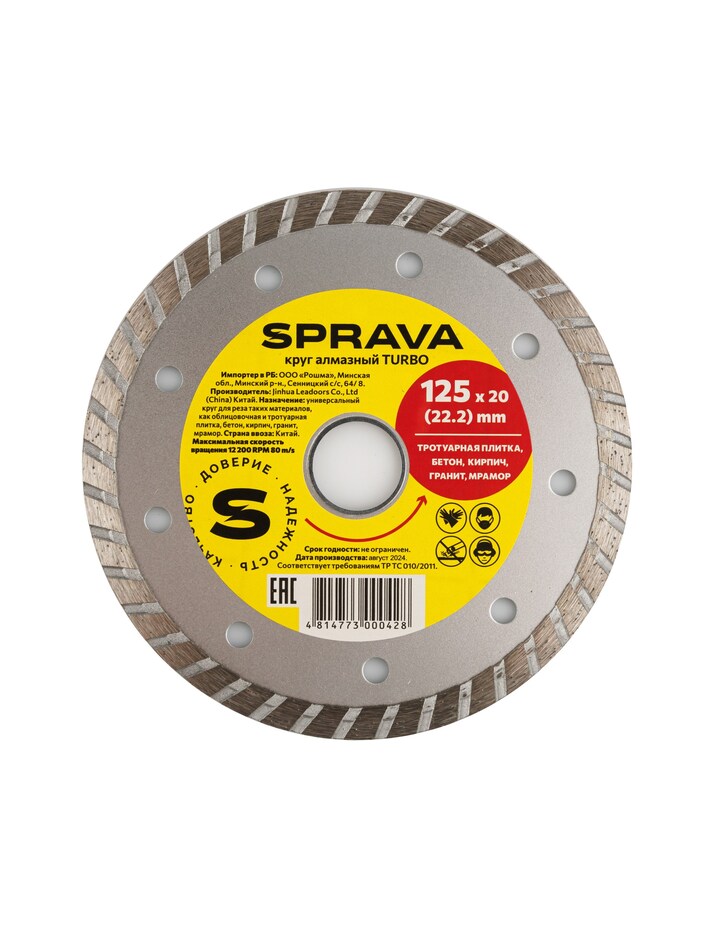 SPRAVA
круг алмазный TURBO
Импортер в РБ: ООО «Рошма», Минская
обл., Минский р-н., Сенницкий с/с, 64/ 8.
Производитель: Jinhua Leadoors Co., Ltd
(China) Китай. Назначение: универсальный
круг для реза таких материалов,
как облицовочная и тротуарная
плитка, бетон, кирпич, гранит,
мрамор. Страна ввоза: Китай.
Максимальная скорость
вращения 12 200 RPM 80 m/s
125 x 20
(22.2) mm
ТРОТУАРНАЯ ПЛИТКА,
БЕТОН, КИРПИЧ,
ГРАНИТ, МРАМОР
КАЧЕСТВО · ДОВЕРИЕ · НАДЕЖНОСТЬ ·
S
Срок годности: не ограничен.
Дата производства: август 2024.
Соответствует требованиям ТР ТС 010/2011.
EAC
4 814773 000428